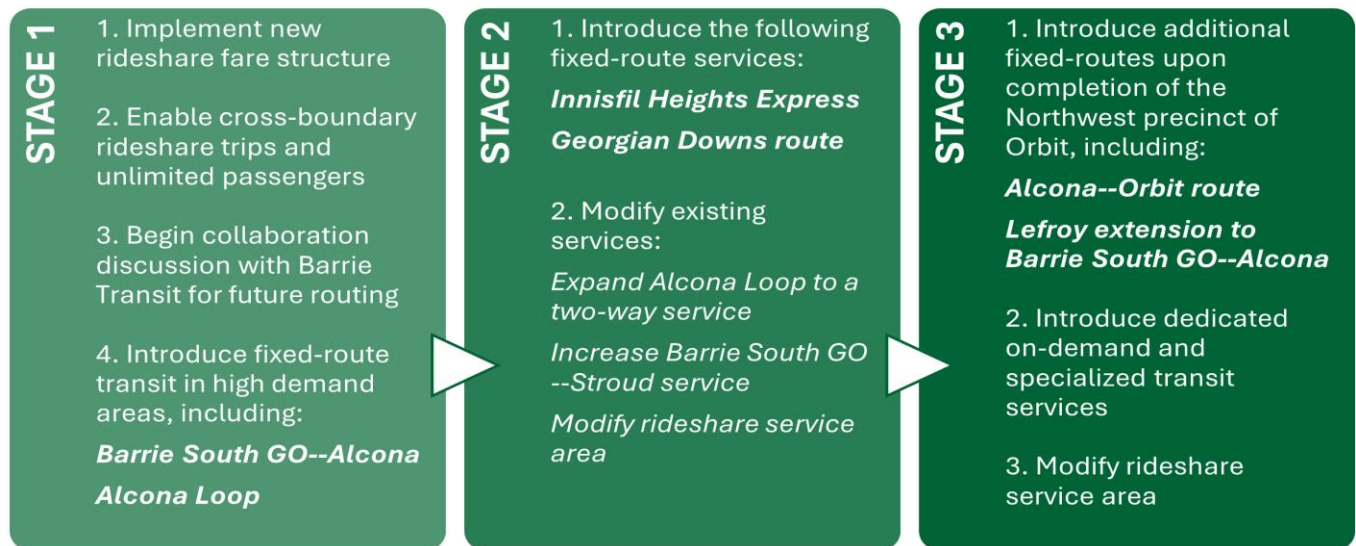 STAGE 1
1. Implement new
rideshare fare structure
2. Enable cross-boundary
rideshare trips and
unlimited passengers
3. Begin collaboration
discussion with Barrie
Transit for future routing
4. Introduce fixed-route
transit in high demand
areas, including:
Barrie South GO--Alcona
Alcona Loop
STAGE 2
1. Introduce the following
fixed-route services:
Innisfil Heights Express
Georgian Downs route
2. Modify existing
services:
Expand Alcona Loop to a
two-way service
Increase Barrie South GO
--Stroud service
Modify rideshare service
area
STAGE 3
1. Introduce additional
fixed-routes upon
completion of the
Northwest precinct of
Orbit, including:
Alcona--Orbit route
Lefroy extension to
Barrie South GO--Alcona
2. Introduce dedicated
on-demand and
specialized transit
services
3. Modify rideshare
service area